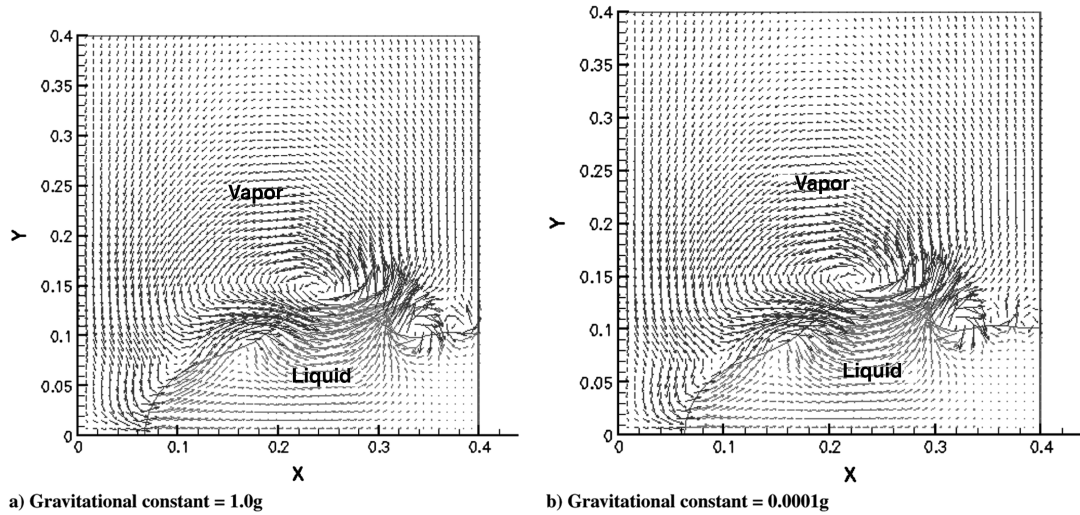 0.4
0.35
0.3
0.25
0.2
0.15
0.1
0.05
0
Y
Vapor
Liquid
0 0.1 0.2 0.3 0.4
X
a) Gravitational constant = 1.0g
0.4
0.35
0.3
0.25
0.2
0.15
0.1
0.05
0
Y
Vapor
Liquid
0 0.1 0.2 0.3 0.4
X
b) Gravitational constant = 0.0001g